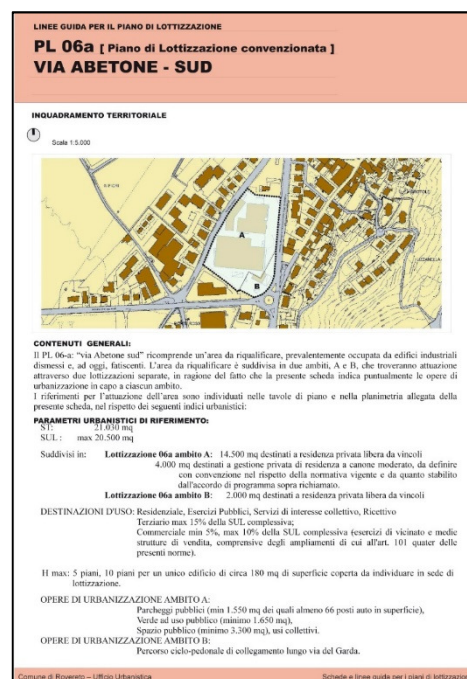 LINEE GUIDA PER IL PIANO DI LOTTIZZAZIONE
PL 06a [ Piano di Lottizzazione convenzionata ]
VIA ABETONE - SUD
INQUADRAMENTO TERRITORIALE
Scala 1:5.000
A
B
CONTENUTI GENERALI:
Il PL 06-a: “via Abetone sud” ricomprende un'area da riqualificare, prevalentemente occupata da edifici industriali
dismessi e, ad oggi, fatiscenti. L'area da riqualificare è suddivisa in due ambiti, A e B, che troveranno attuazione
attraverso due lottizzazioni separate, in ragione del fatto che la presente scheda indica puntualmente le opere di
urbanizzazione in capo a ciascun ambito.
I riferimenti per l'attuazione dell'area sono individuati nelle tavole di piano e nella planimetria allegata della
presente scheda, nel rispetto dei seguenti indici urbanistici:
PARAMETRI URBANISTICI DI RIFERIMENTO:
ST: 21.030 mq
SUL : max 20.500 mq
Suddivisi in: Lottizzazione 06a ambito A: 14.500 mq destinati a residenza privata libera da vincoli
4.000 mq destinati a gestione privata di residenza a canone moderato, da definire
con convenzione nel rispetto della normativa vigente e da quanto stabilito
dall'accordo di programma sopra richiamato.
Lottizzazione 06a ambito B: 2.000 mq destinati a residenza privata libera da vincoli
DESTINAZIONI D'USO: Residenziale, Esercizi Pubblici, Servizi di interesse collettivo, Ricettivo
Terziario max 15% della SUL complessiva;
Commerciale min 5%, max 10% della SUL complessiva (esercizi di vicinato e medie
strutture di vendita, comprensive degli ampliamenti di cui all'art. 101 quater delle
presenti norme).
H max: 5 piani, 10 piani per un unico edificio di circa 180 mq di superficie coperta da individuare in sede di
lottizzazione.
OPERE DI URBANIZZAZIONE AMBITO A:
Parcheggi pubblici (min 1.550 mq dei quali almeno 66 posti auto in superficie),
Verde ad uso pubblico (minimo 1.650 mq),
Spazio pubblico (minimo 3.300 mq), usi collettivi.
OPERE DI URBANIZZAZIONE AMBITO B:
Percorso ciclo-pedonale di collegamento lungo via del Garda.
Comune di Rovereto – Ufficio Urbanistica Schede e linee guida per i piani di lottizzazione